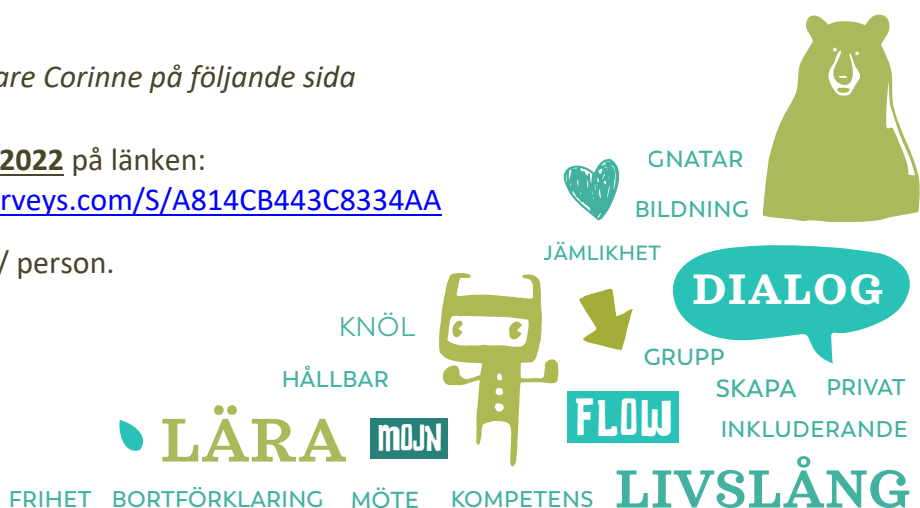 are Corinne på följande sida
2022 på länken:
rveys.com/S/A814CB443C8334AA
/ person.
GNATAR
BILDNING
JÄMLIKHET
DIALOG
KNÖL
GRUPP
HÅLLBAR
SKAPA PRIVAT
LÄRA MOJN FLOW INKLUDERANDE
FRIHET BORTFÖRKLARING MÖTE KOMPETENS LIVSLÅNG